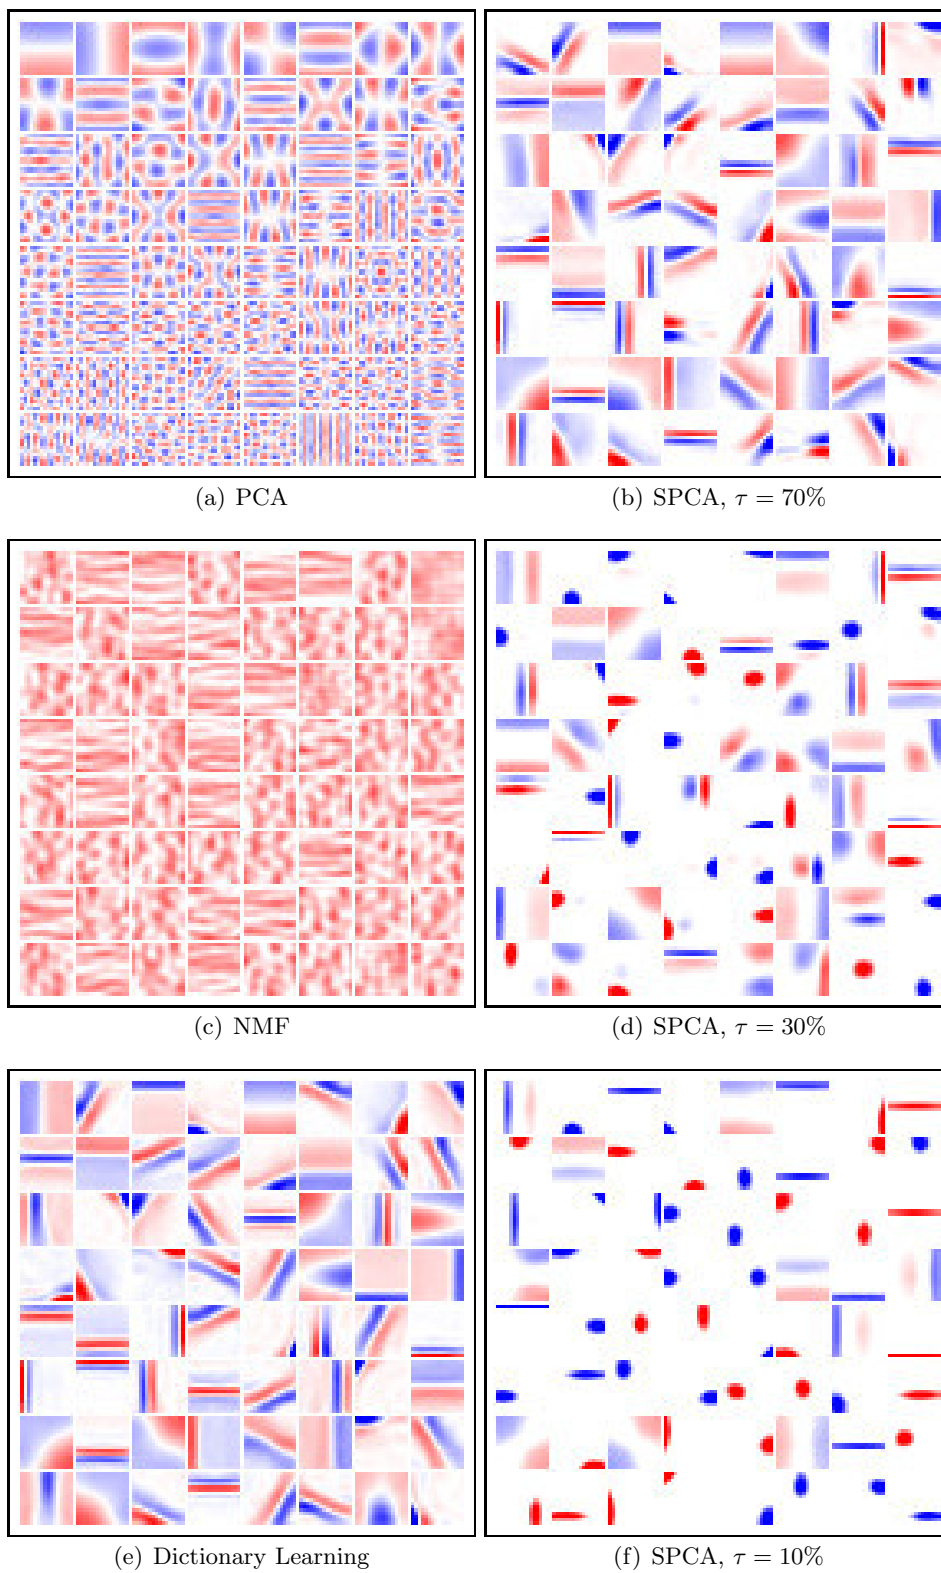 (a) PCA
(b) SPCA, τ = 70%
(c) NMF
(d) SPCA, τ = 30%
(e) Dictionary Learning
(f) SPCA, τ = 10%